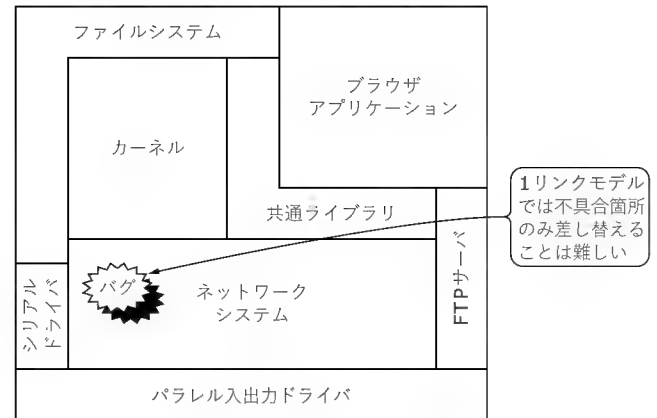 ファイルシステム
ブラウザ
アプリケーション
カーネル
共通ライブラリ
1リンクモデル
では不具合箇所
のみ差し替える
ことは難しい
シリアル
ドライバ
バグ
ネットワーク
システム
FTPサーバ
パラレル入出力ドライバ